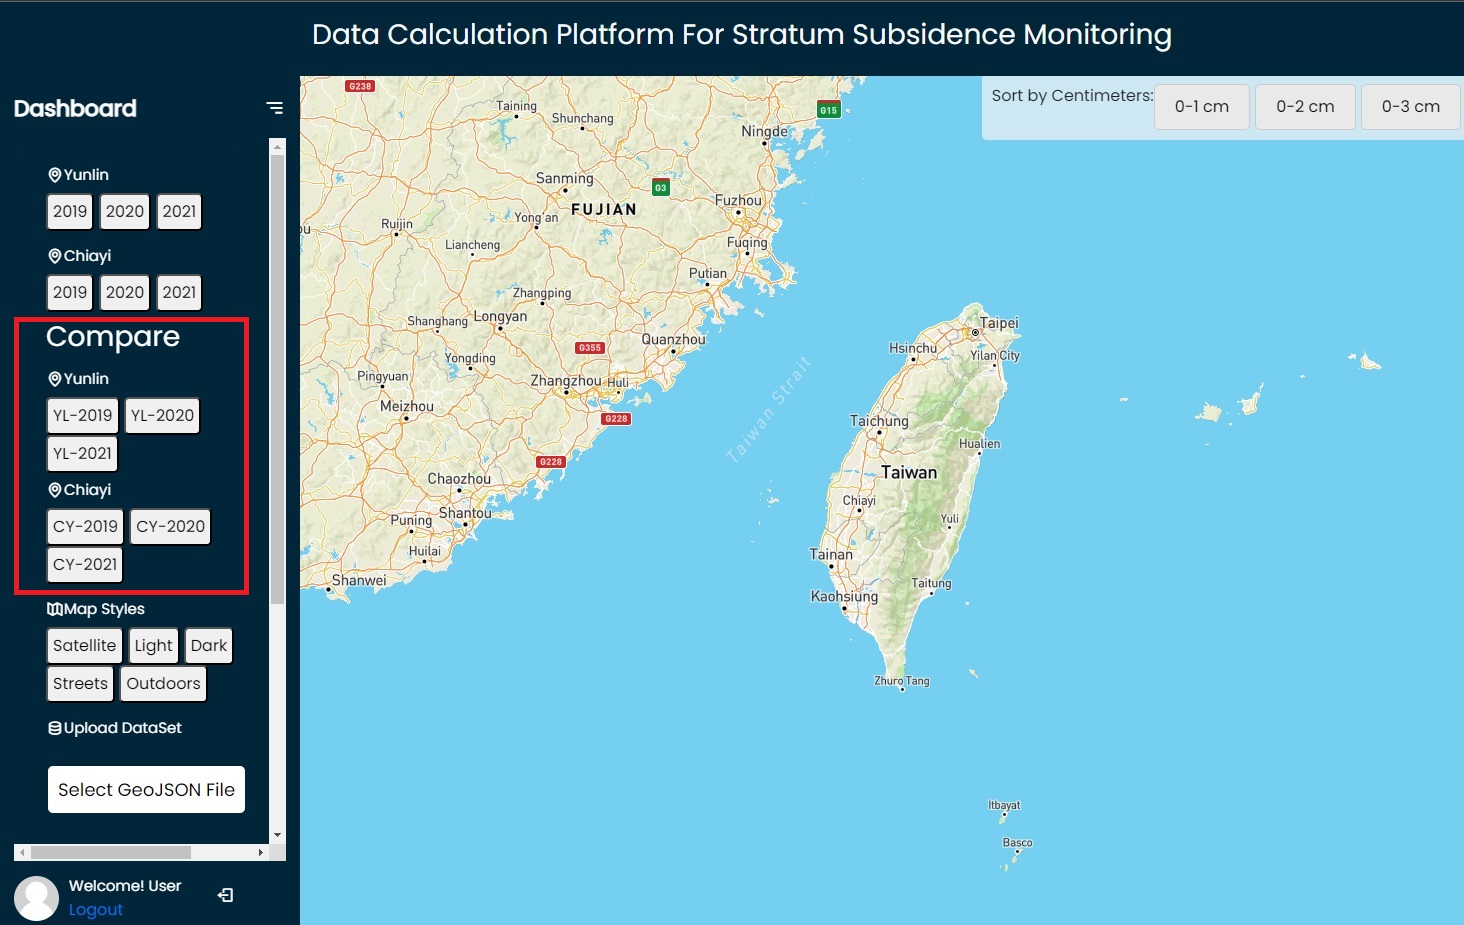 Data Calculation Platform For Stratum Subsidence Monitoring
Dashboard
Yunlin
2019 2020 2021
Chiayi
2019 2020 2021
Compare
Yunlin
YL-2019 YL-2020
YL-2021
Chiayi
CY-2019 CY-2020
CY-2021
Map Styles
Satellite Light Dark
Streets Outdoors
Upload DataSet
Select GeoJSON File
Welcome! User
Logout
Sort by Centimeters: 0-1 cm 0-2 cm 0-3 cm
G238
Taining
G15
Shunchang
Ningde
Sanming
G3
Fuzhou
FUJIAN
Yong'an
Ruijin
Liancheng
Fuqing
Putian
Zhangping
Longyan
Shanghang
Quanzhou
G355
Yongding
Pingyuan
Zhangzhou
Huli
Meizhou
G228
G228
Chaozhou
Puning
Shantou
Huilai
Shanwei
Taiwan Strait
Taipei
Hsinchu
Yilan City
Taichung
Hualien
Taiwan
Chiayi
Yuli
Tainan
Taitung
Kaohsiung
Zhuro Tang
Itbayat
Basco